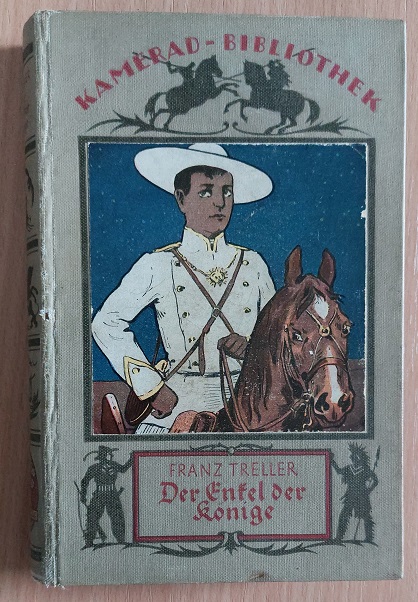 KAMERAD - BIBLIOTHEK
FRANZ TRELLER
Der Enkel der
Könige